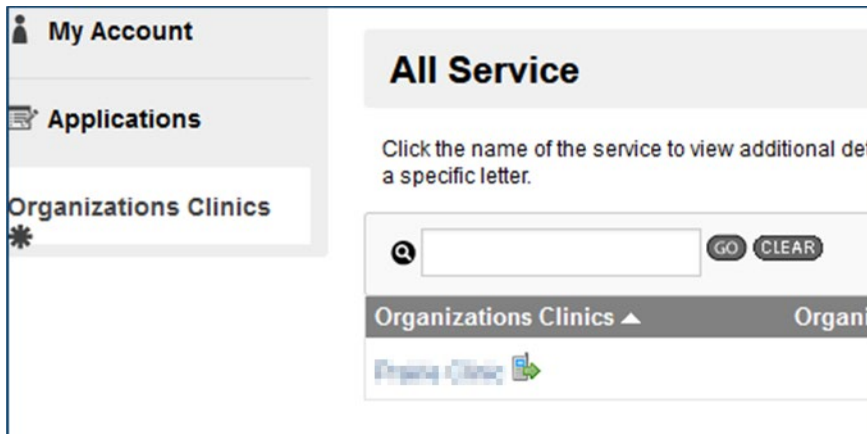 My Account
Applications
Organizations Clinics
All Service
Click the name of the service to view additional det
a specific letter.
GO CLEAR
Organizations Clinics Organi